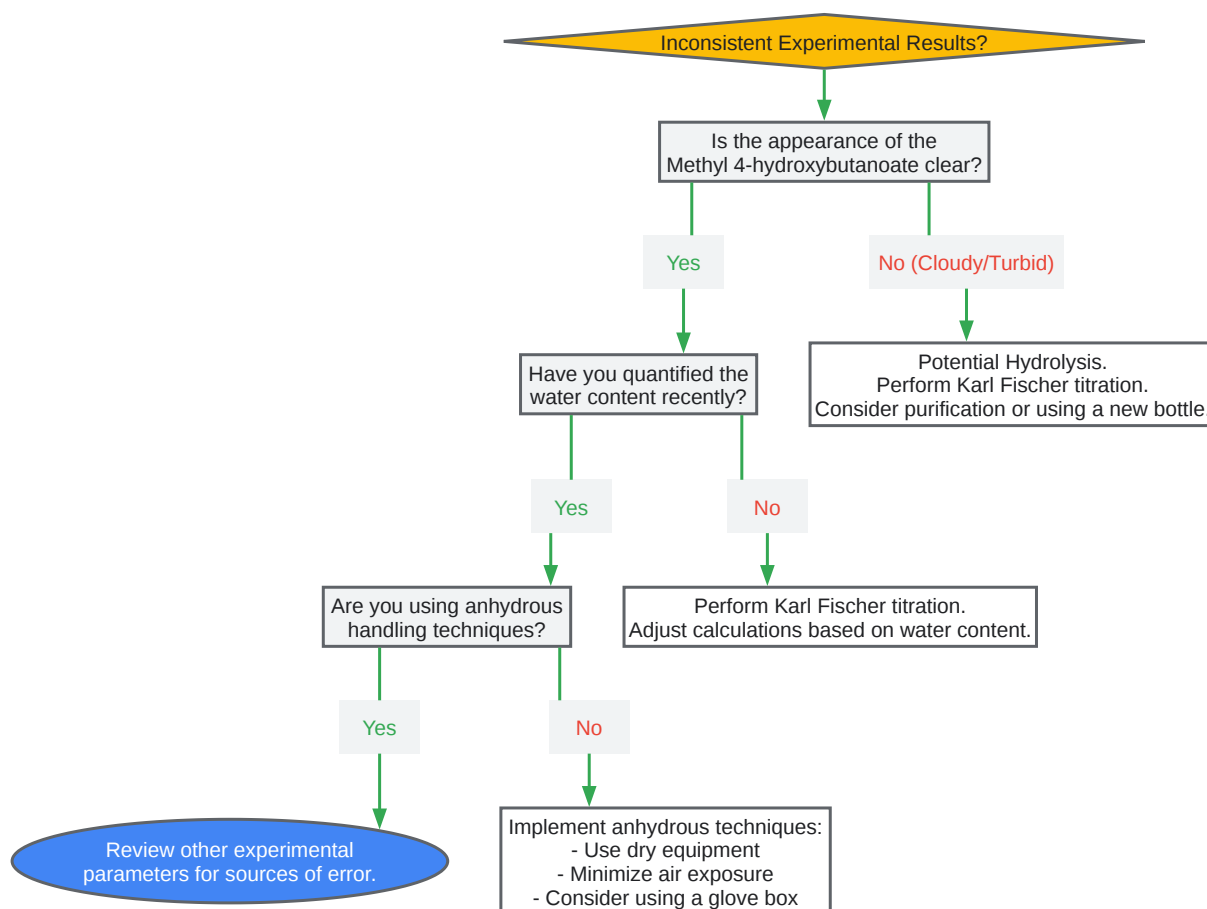 Inconsistent Experimental Results?
Is the appearance of the
Methyl 4-hydroxybutanoate clear?
Yes
No (Cloudy/Turbid)
Have you quantified the
water content recently?
Potential Hydrolysis.
Perform Karl Fischer titration.
Consider purification or using a new bottle.
Yes
No
Are you using anhydrous
handling techniques?
Perform Karl Fischer titration.
Adjust calculations based on water content.
Yes
No
Review other experimental
parameters for sources of error.
Implement anhydrous techniques:
- Use dry equipment
- Minimize air exposure
- Consider using a glove box